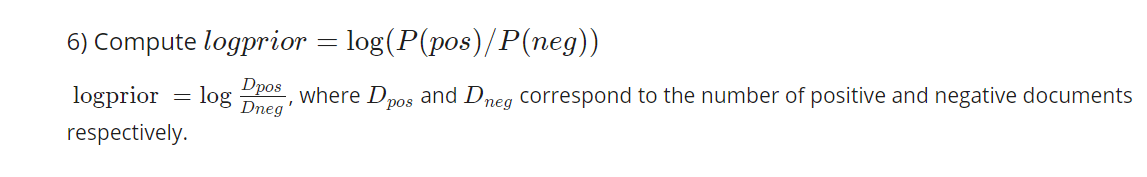 6) Compute logprior = log(P(pos)/P(neg))
logprior = log Dpos/Dneg, where Dpos and Dneg correspond to the number of positive and negative documents
respectively.